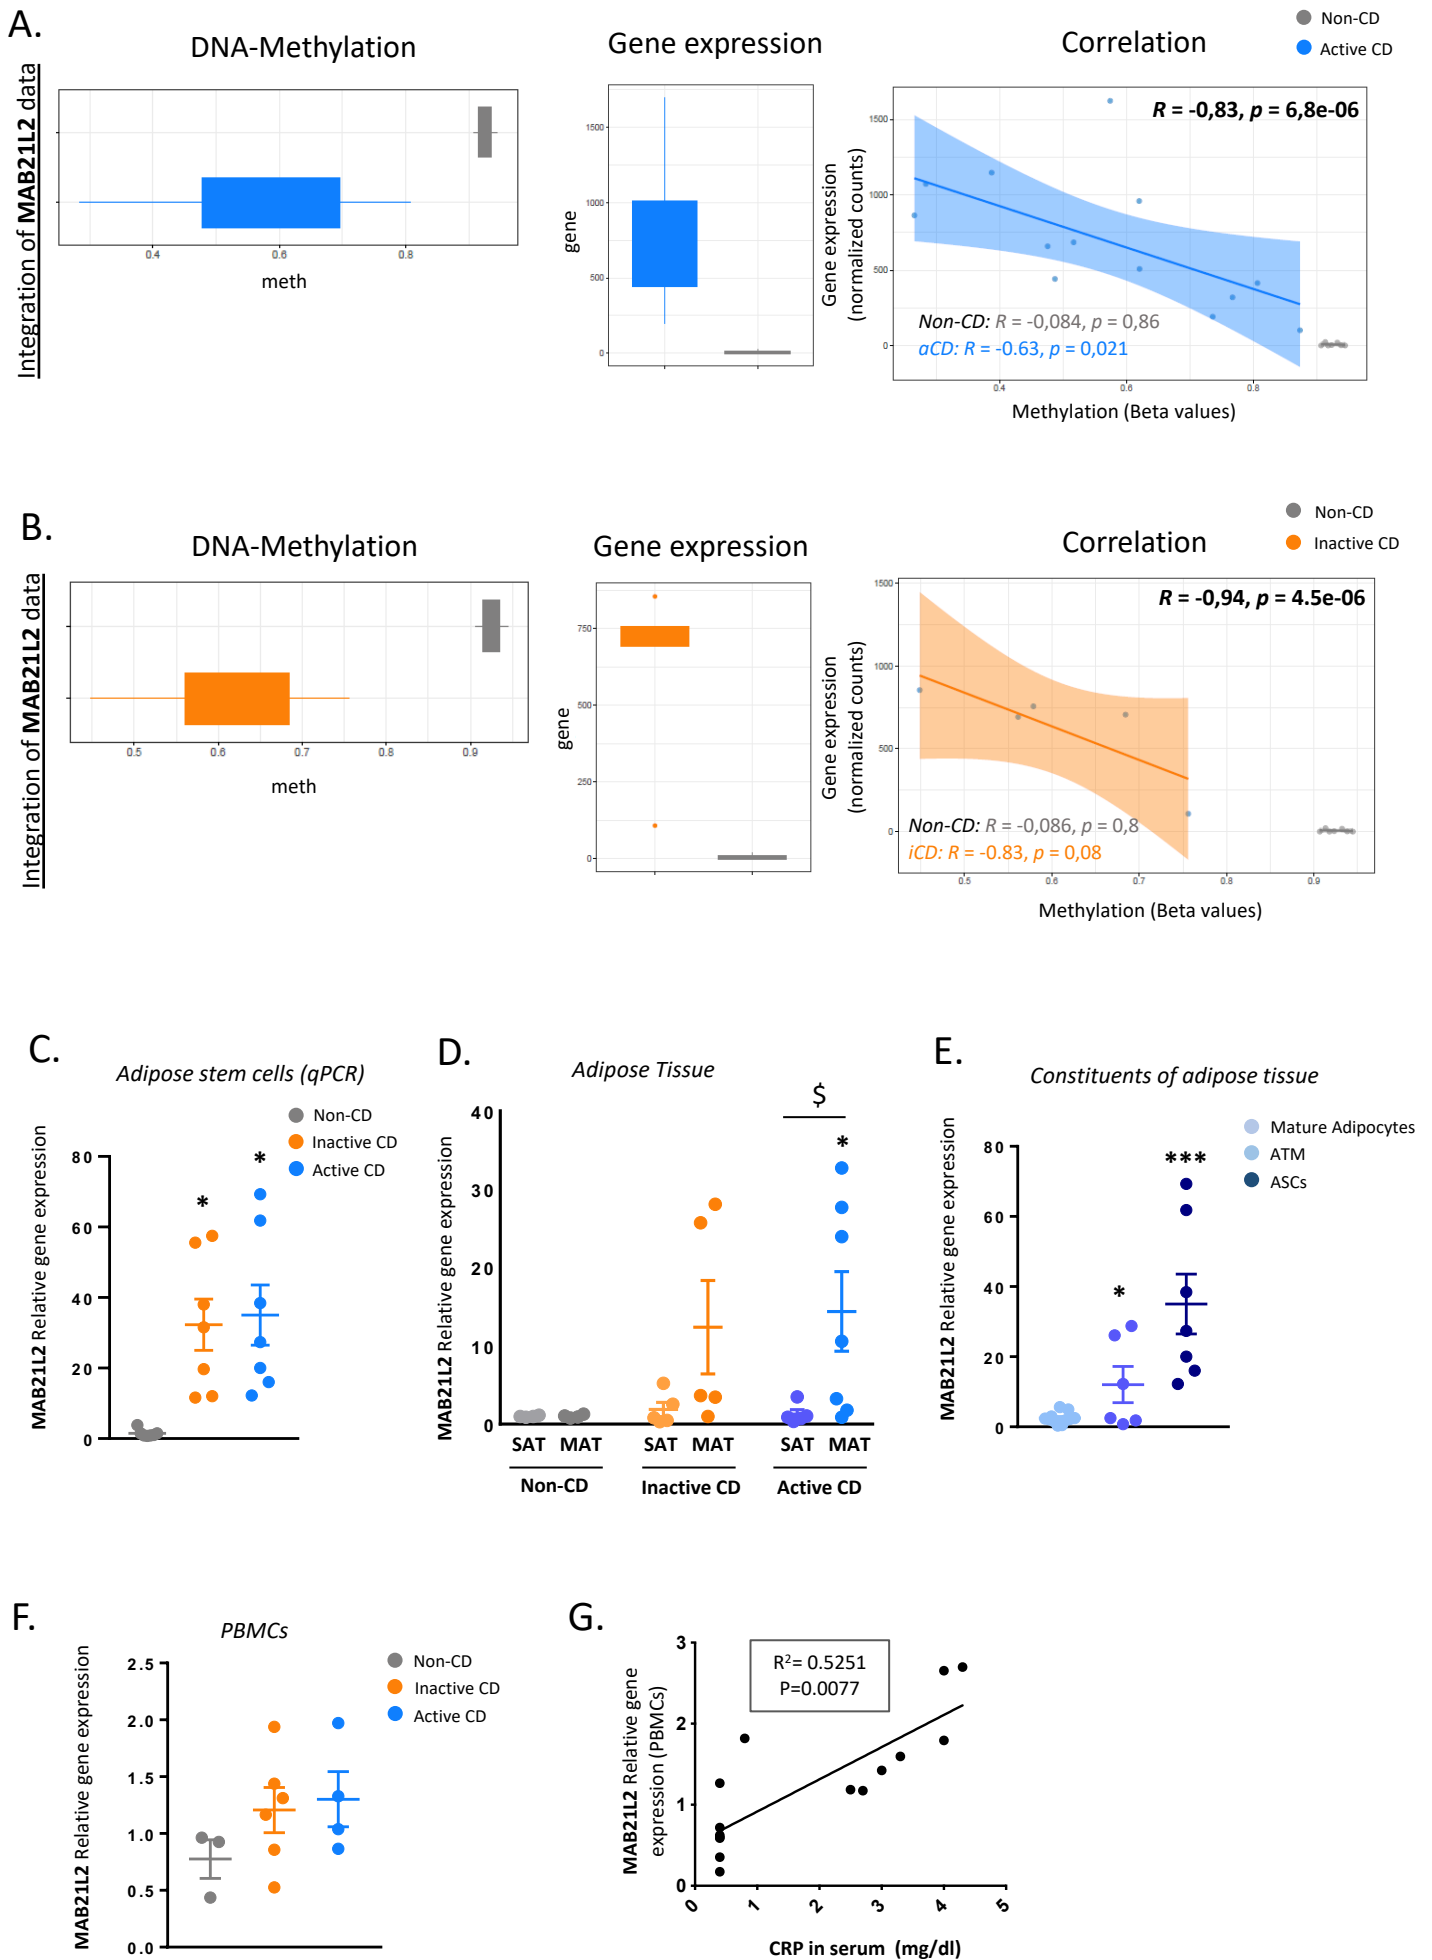 A.
DNA-Methylation
Gene expression
Correlation
Non-CD
Active CD
Integration of MAB21L2 data
0.4
0.6
0.8
meth
gene
1500
1000
500
0
Gene expression
(normalized counts)
1500
1000
500
0
R = -0,83, p = 6,8e-06
Non-CD: R = -0,084, p = 0,86
aCD: R = -0.63, p = 0,021
0.4
0.6
0.8
Methylation (Beta values)
B.
DNA-Methylation
Gene expression
Correlation
Non-CD
Inactive CD
Integration of MAB21L2 data
0.5
0.6
0.7
0.8
0.9
meth
gene
750
500
250
0
Gene expression
(normalized counts)
1500
1000
500
0
R = -0,94, p = 4.5e-06
Non-CD: R = -0,086, p = 0,8
iCD: R = -0.83, p = 0,08
0.5
0.6
0.7
0.8
0.9
Methylation (Beta values)
C.
Adipose stem cells (qPCR)
Non-CD
Inactive CD
Active CD
MAB21L2 Relative gene expression
80
60
40
20
0
*
*
D.
Adipose Tissue
MAB21L2 Relative gene expression
40
30
20
10
0
$
*
SAT MAT SAT MAT SAT MAT
Non-CD Inactive CD Active CD
E.
Constituents of adipose tissue
Mature Adipocytes
ATM
ASCs
MAB21L2 Relative gene expression
80
60
40
20
0
*
***
F.
PBMCs
Non-CD
Inactive CD
Active CD
MAB21L2 Relative gene expression
2.5
2.0
1.5
1.0
0.5
0.0
G.
MAB21L2 Relative gene
expression (PBMCs)
3
2
1
0
R²= 0.5251
P=0.0077
0 1 2 3 4 5
CRP in serum (mg/dl)